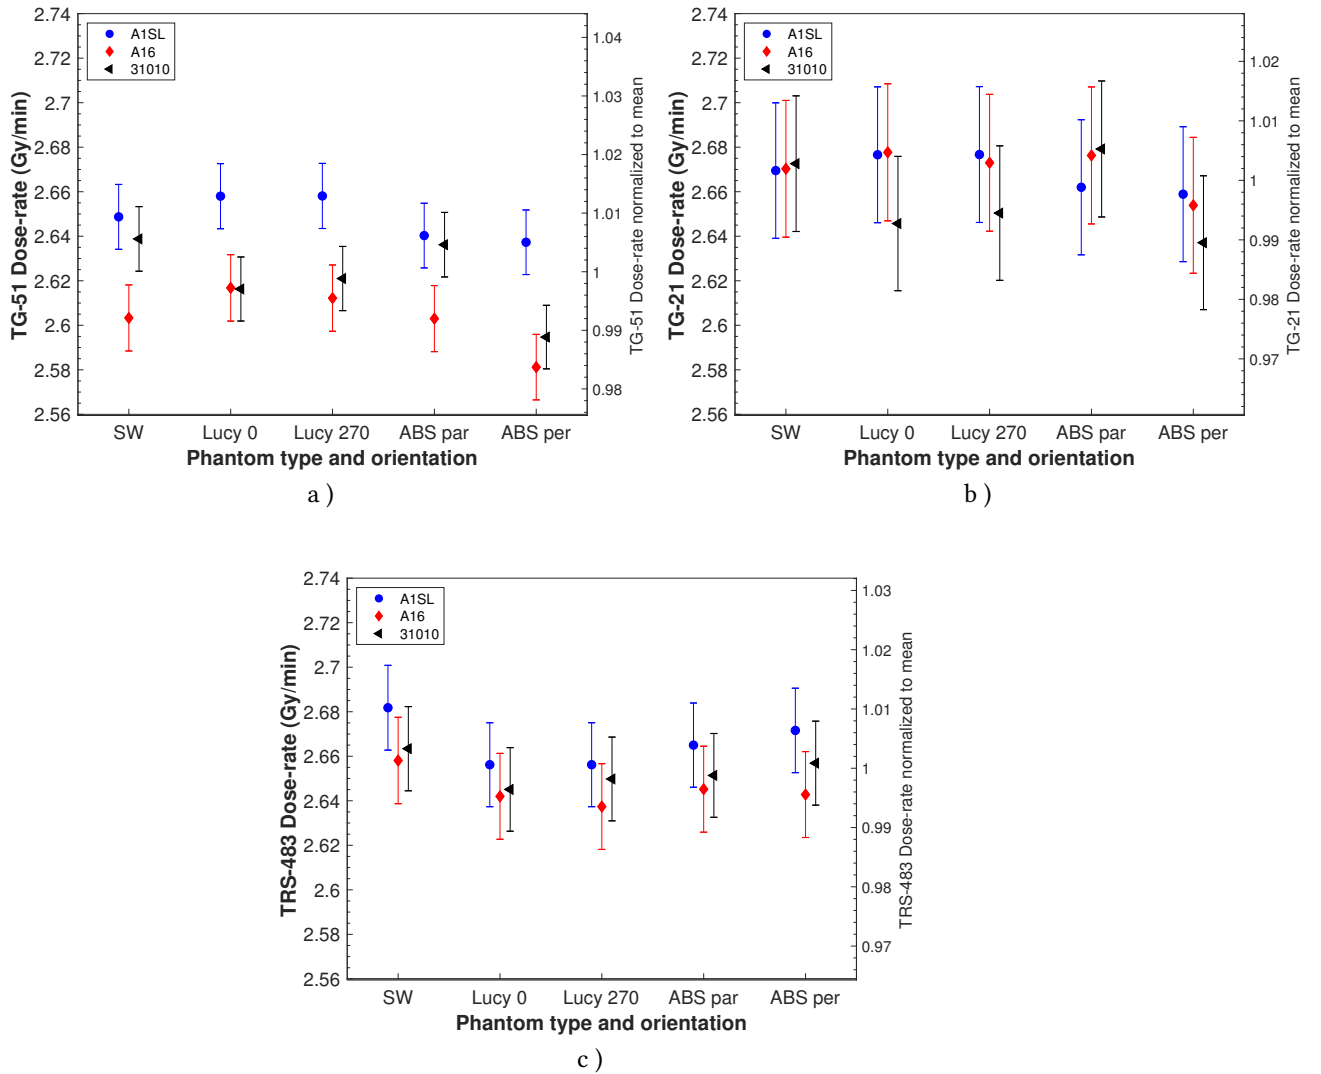 2.74
2.72
2.7
2.68
2.66
2.64
2.62
2.6
2.58
2.56
TG-51 Dose-rate (Gy/min)
A1SL
A16
31010
1.04
1.03
1.02
1.01
1
0.99
0.98
TG-51 Dose-rate normalized to mean
SW Lucy 0 Lucy 270 ABS par ABS per
Phantom type and orientation
a )
2.74
2.72
2.7
2.68
2.66
2.64
2.62
2.6
2.58
2.56
TG-21 Dose-rate (Gy/min)
A1SL
A16
31010
1.02
1.01
1
0.99
0.98
0.97
TG-21 Dose-rate normalized to mean
SW Lucy 0 Lucy 270 ABS par ABS per
Phantom type and orientation
b )
2.74
2.72
2.7
2.68
2.66
2.64
2.62
2.6
2.58
2.56
TRS-483 Dose-rate (Gy/min)
A1SL
A16
31010
1.03
1.02
1.01
1
0.99
0.98
0.97
TRS-483 Dose-rate normalized to mean
SW Lucy 0 Lucy 270 ABS par ABS per
Phantom type and orientation
c )